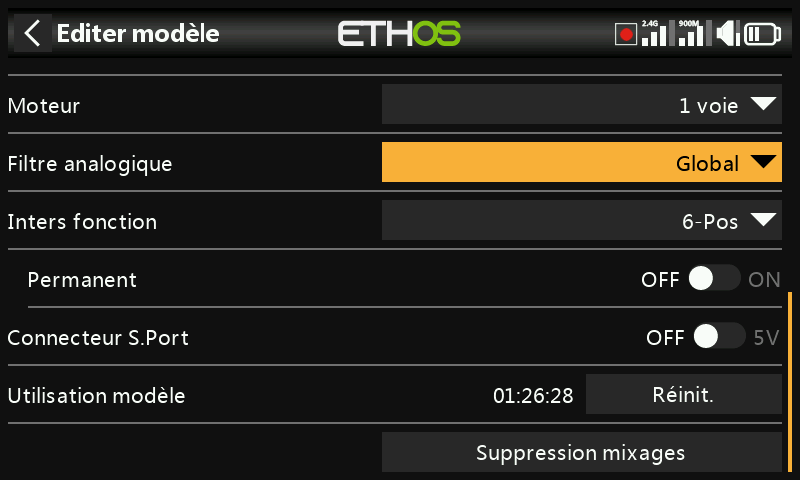 Editer modèle
ETHOS
2.4G
900M
Moteur
1 voie
Filtre analogique
Global
Inters fonction
6-Pos
Permanent
OFF ON
Connecteur S.Port
OFF 5V
Utilisation modèle
01:26:28
Réinit.
Suppression mixages